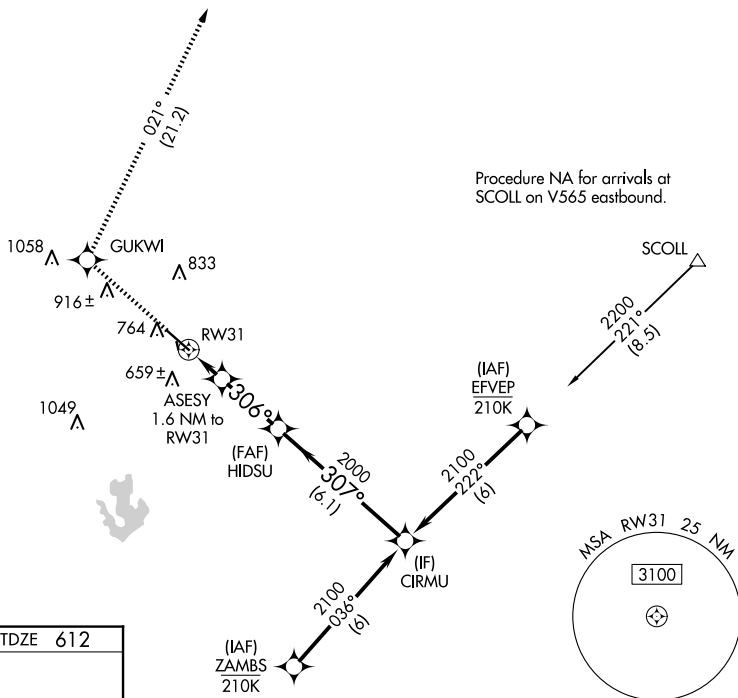 021°
(21.2)
Procedure NA for arrivals at
SCOLL on V565 eastbound.
1058
GUKWI
833
SCOLL
916±
2200
221°
(8.5)
764
RW31
659±
ASESY
1.6 NM to
RW31
306°
(IAF)
EFVEP
210K
1049
(FAF)
HIDSU
2000
307°
(6.1)
2100
222°
(6)
(IF)
CIRMU
MSA RW31 25 NM
3100
2100
036°
(6)
TDZE 612
(IAF)
ZAMBS
210K